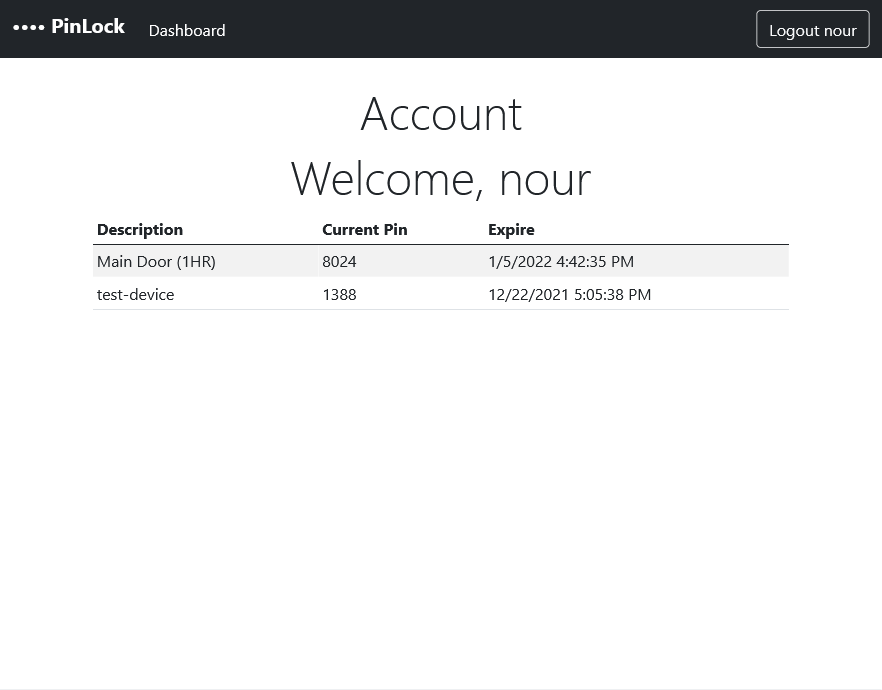 •••• PinLock Dashboard Logout nour
Account
Welcome, nour
Description Current Pin Expire
Main Door (1HR) 8024 1/5/2022 4:42:35 PM
test-device 1388 12/22/2021 5:05:38 PM